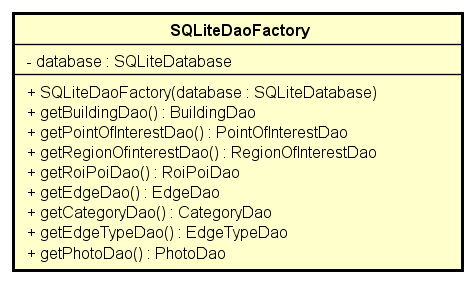 SQLiteDaoFactory
- database : SQLiteDatabase
+ SQLiteDaoFactory(database : SQLiteDatabase)
+ getBuildingDao() : BuildingDao
+ getPointOfInterestDao() : PointOfInterestDao
+ getRegionOfinterestDao() : RegionOfInterestDao
+ getRoiPoiDao() : RoiPoiDao
+ getEdgeDao() : EdgeDao
+ getCategoryDao() : CategoryDao
+ getEdgeTypeDao() : EdgeTypeDao
+ getPhotoDao() : PhotoDao